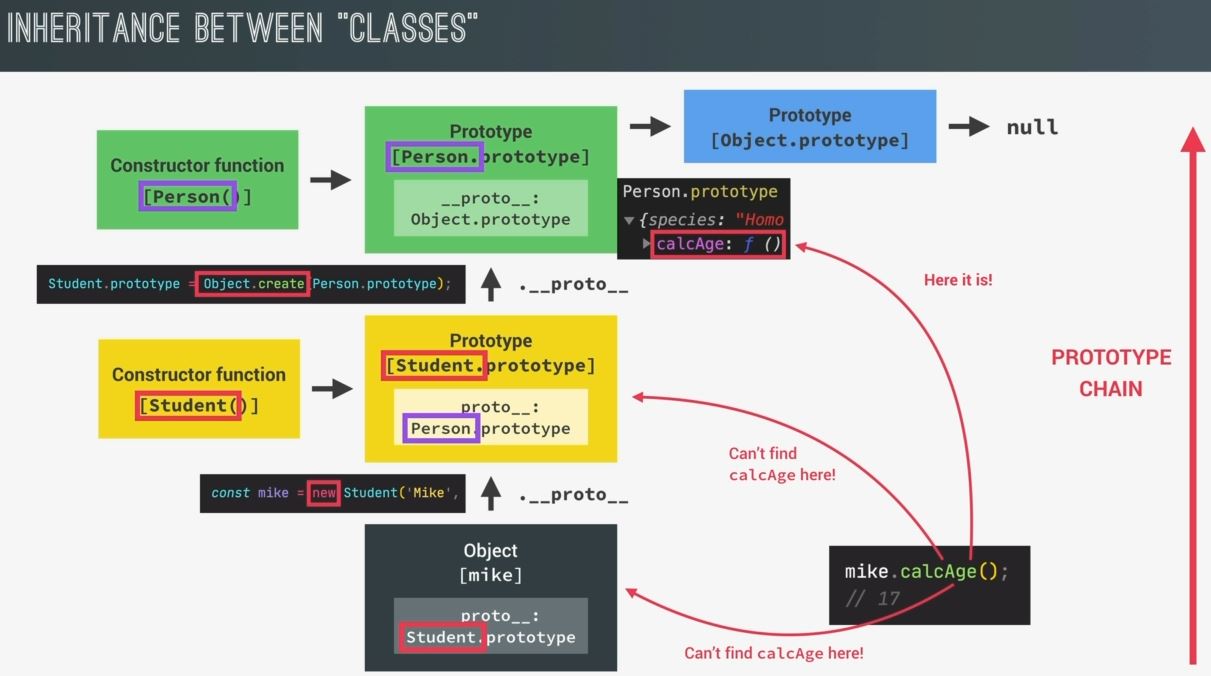 INHERITANCE BETWEEN "CLASSES"
Constructor function
[Person()]
Prototype
[Person.prototype]
__proto__:
Object.prototype
Prototype
[Object.prototype]
null
Person.prototype
▼{species: "Homo
▶calcAge: ƒ ()
Student.prototype = Object.create(Person.prototype);
.__proto__
Here it is!
Constructor function
[Student()]
Prototype
[Student.prototype]
proto__:
Person.prototype
PROTOTYPE
CHAIN
Can't find
calcAge here!
const mike = new Student('Mike',
.__proto__
Object
[mike]
proto__:
Student.prototype
mike.calcAge();
// 17
Can't find calcAge here!